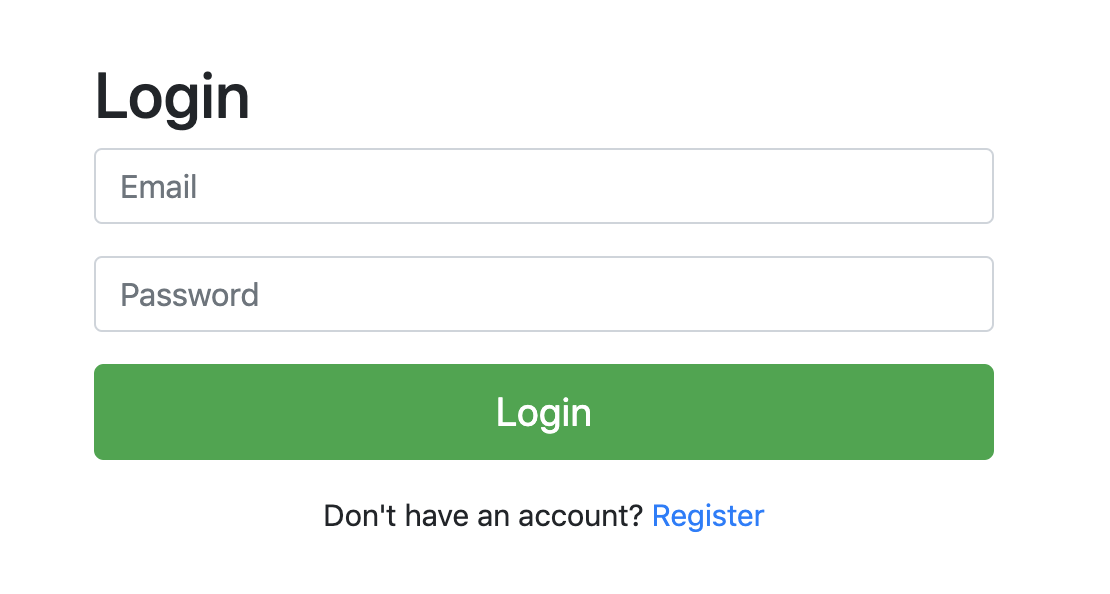 Login
Email
Password
Login
Don't have an account? Register